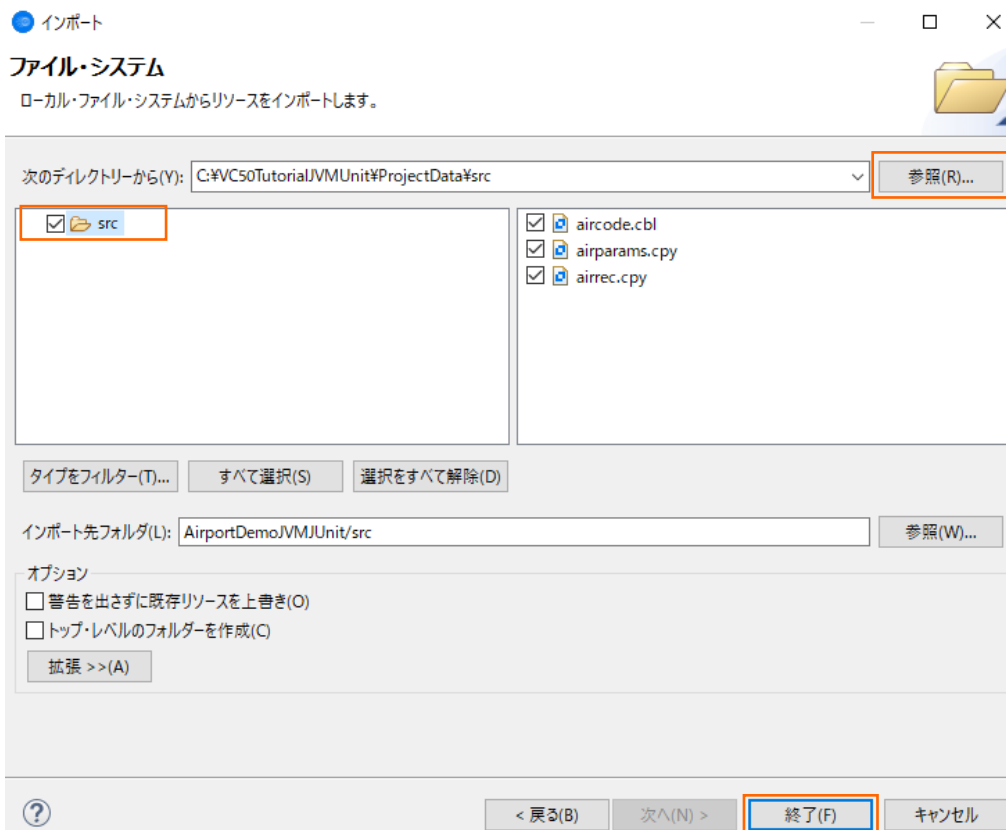 インポート
ファイル・システム
ローカル・ファイル・システムからリソースをインポートします。
次のディレクトリーから(Y): C:¥VC50TutorialJVMUnit¥ProjectData¥src 参照(R)...
src
aircode.cbl
airparams.cpy
airrec.cpy
タイプをフィルター(T)... すべて選択(S) 選択をすべて解除(D)
インポート先フォルダ(L): AirportDemoJVMJUnit/src 参照(W)...
オプション
警告を出さずに既存リソースを上書き(O)
トップ・レベルのフォルダーを作成(C)
拡張 >>(A)
? < 戻る(B) 次へ(N) > 終了(F) キャンセル